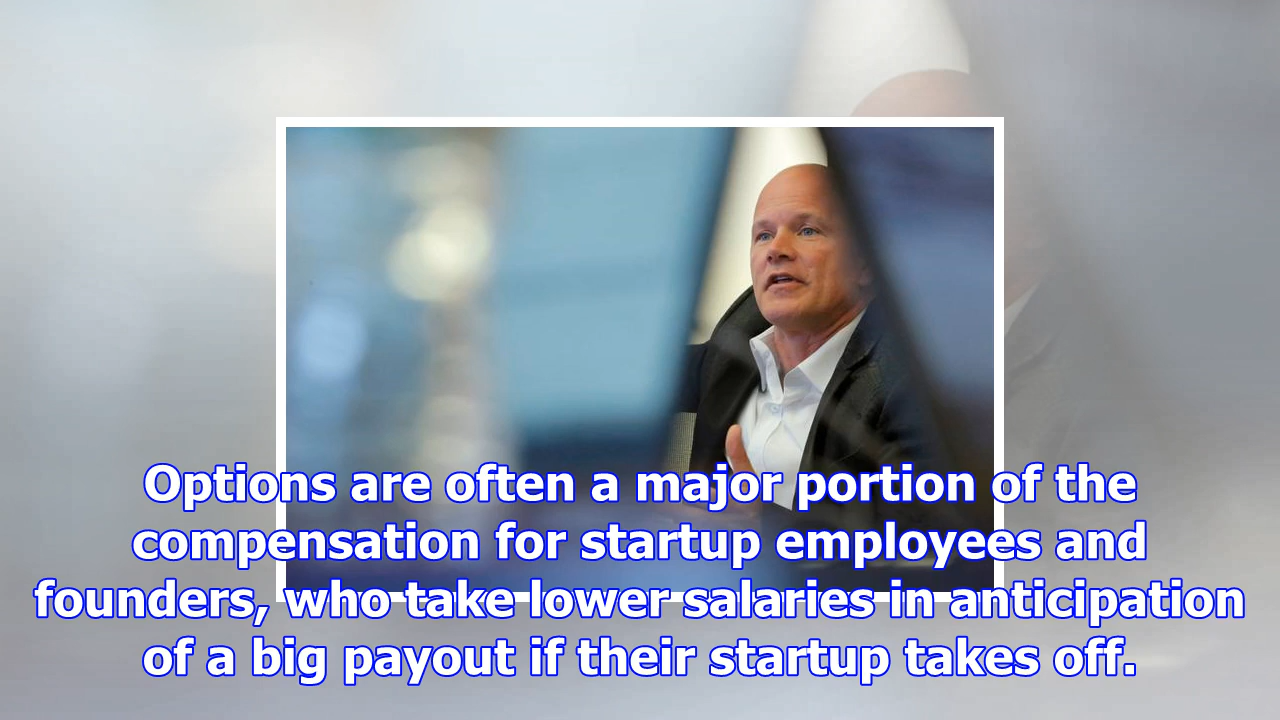 Options are often a major portion of the
compensation for startup employees and
founders, who take lower salaries in anticipation
of a big payout if their startup takes off.